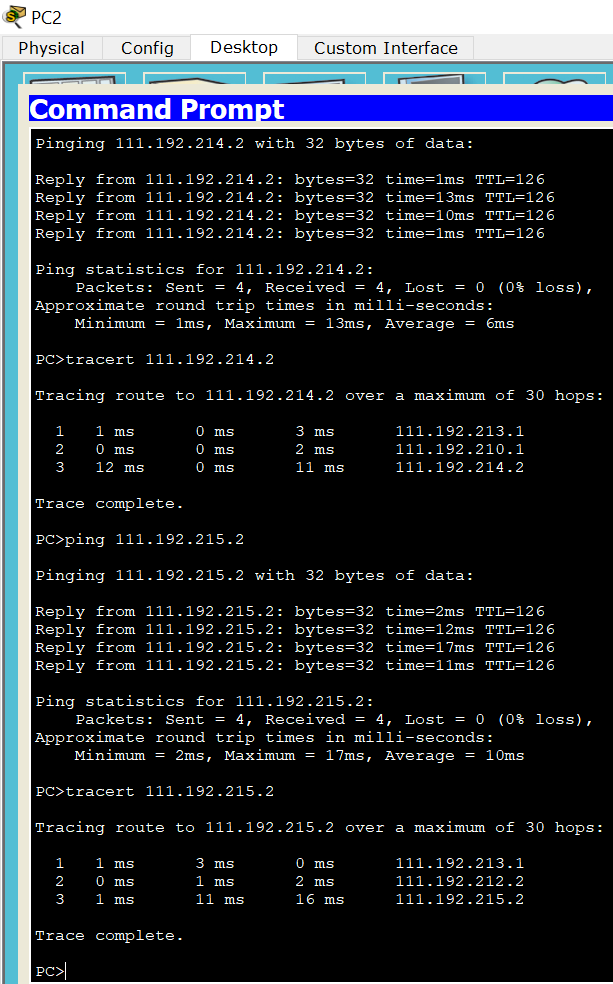 PC2
Physical Config Desktop Custom Interface
Command Prompt
Pinging 111.192.214.2 with 32 bytes of data:
Reply from 111.192.214.2: bytes=32 time=1ms TTL=126
Reply from 111.192.214.2: bytes=32 time=13ms TTL=126
Reply from 111.192.214.2: bytes=32 time=10ms TTL=126
Reply from 111.192.214.2: bytes=32 time=1ms TTL=126
Ping statistics for 111.192.214.2:
Packets: Sent = 4, Received = 4, Lost = 0 (0% loss),
Approximate round trip times in milli-seconds:
Minimum = 1ms, Maximum = 13ms, Average = 6ms
PC>tracert 111.192.214.2
Tracing route to 111.192.214.2 over a maximum of 30 hops:
1 1 ms 0 ms 3 ms 111.192.213.1
2 0 ms 0 ms 2 ms 111.192.210.1
3 12 ms 0 ms 11 ms 111.192.214.2
Trace complete.
PC>ping 111.192.215.2
Pinging 111.192.215.2 with 32 bytes of data:
Reply from 111.192.215.2: bytes=32 time=2ms TTL=126
Reply from 111.192.215.2: bytes=32 time=12ms TTL=126
Reply from 111.192.215.2: bytes=32 time=17ms TTL=126
Reply from 111.192.215.2: bytes=32 time=11ms TTL=126
Ping statistics for 111.192.215.2:
Packets: Sent = 4, Received = 4, Lost = 0 (0% loss),
Approximate round trip times in milli-seconds:
Minimum = 2ms, Maximum = 17ms, Average = 10ms
PC>tracert 111.192.215.2
Tracing route to 111.192.215.2 over a maximum of 30 hops:
1 1 ms 3 ms 0 ms 111.192.213.1
2 0 ms 1 ms 2 ms 111.192.212.2
3 1 ms 11 ms 16 ms 111.192.215.2
Trace complete.
PC>